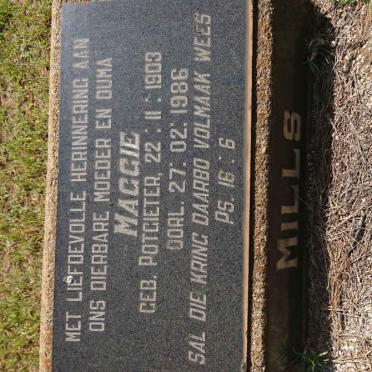 MET LIEFDEVOLLE HERINNERING AAN
ONS DIERBARE MOEDER EN OUMA
MAGGIE
GEB. POTGIETER, 22 : 11 : 1903
OORL. 27. 02. 1986
SAL DIE KRING DAARBO VOLMAAK WEES
PS. 16 : 6
MILLS